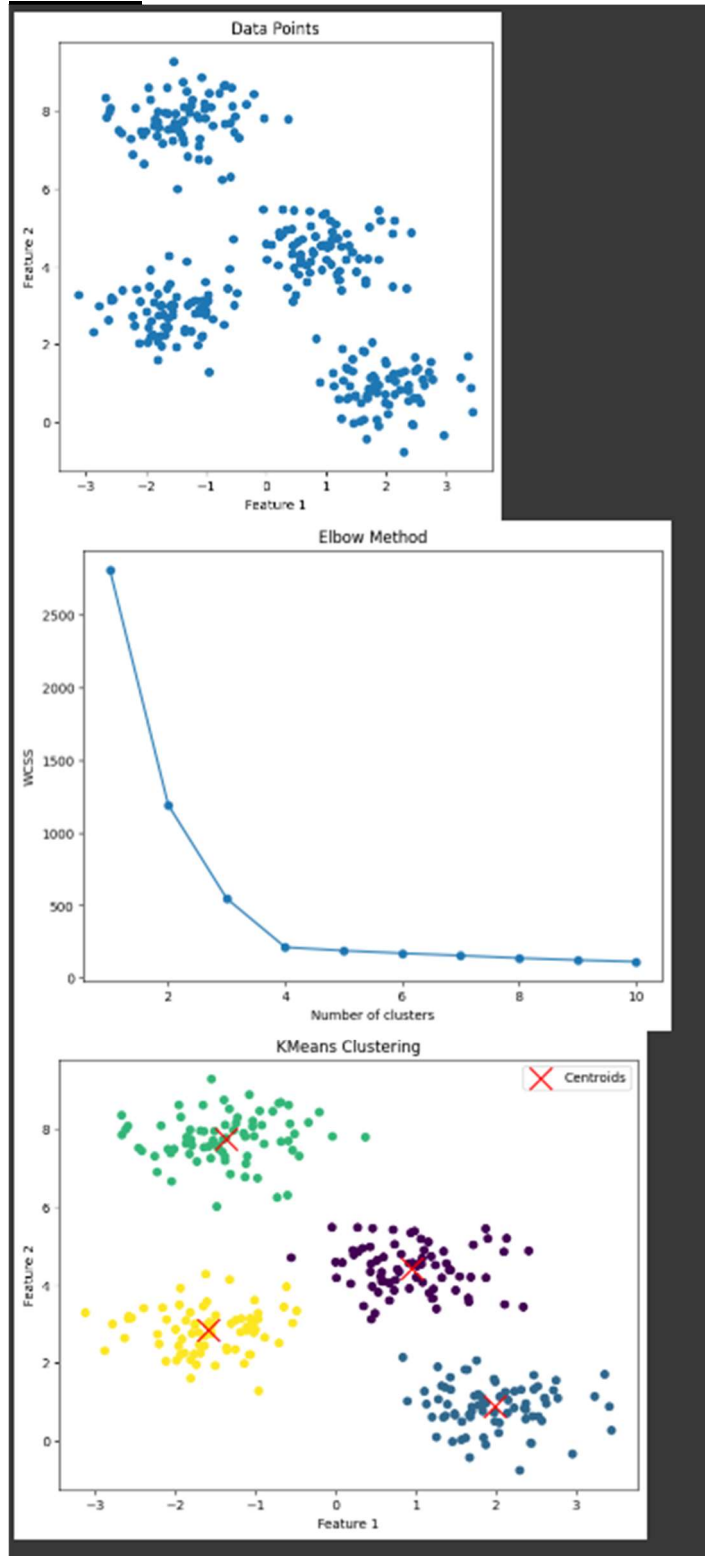 Data Points
8
6
4
2
0
Feature 2
−3 −2 −1 0 1 2 3
Feature 1
Elbow Method
2500
2000
1500
1000
500
0
WCSS
2 4 6 8 10
Number of clusters
KMeans Clustering
Centroids
8
6
4
2
0
Feature 2
−3 −2 −1 0 1 2 3
Feature 1